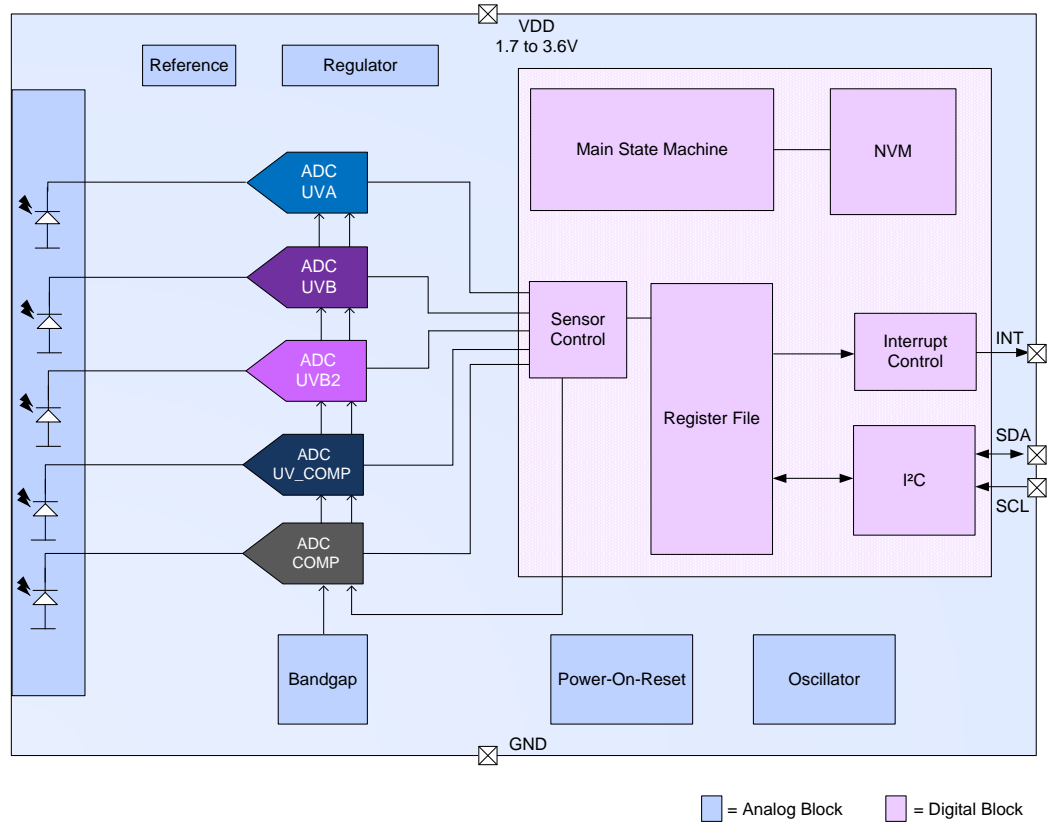 VDD
1.7 to 3.6V
Reference
Regulator
Main State Machine
NVM
ADC
UVA
ADC
UVB
ADC
UVB2
ADC
UV_COMP
ADC
COMP
Sensor
Control
Register File
Interrupt
Control
INT
I²C
SDA
SCL
Bandgap
Power-On-Reset
Oscillator
GND
= Analog Block
= Digital Block